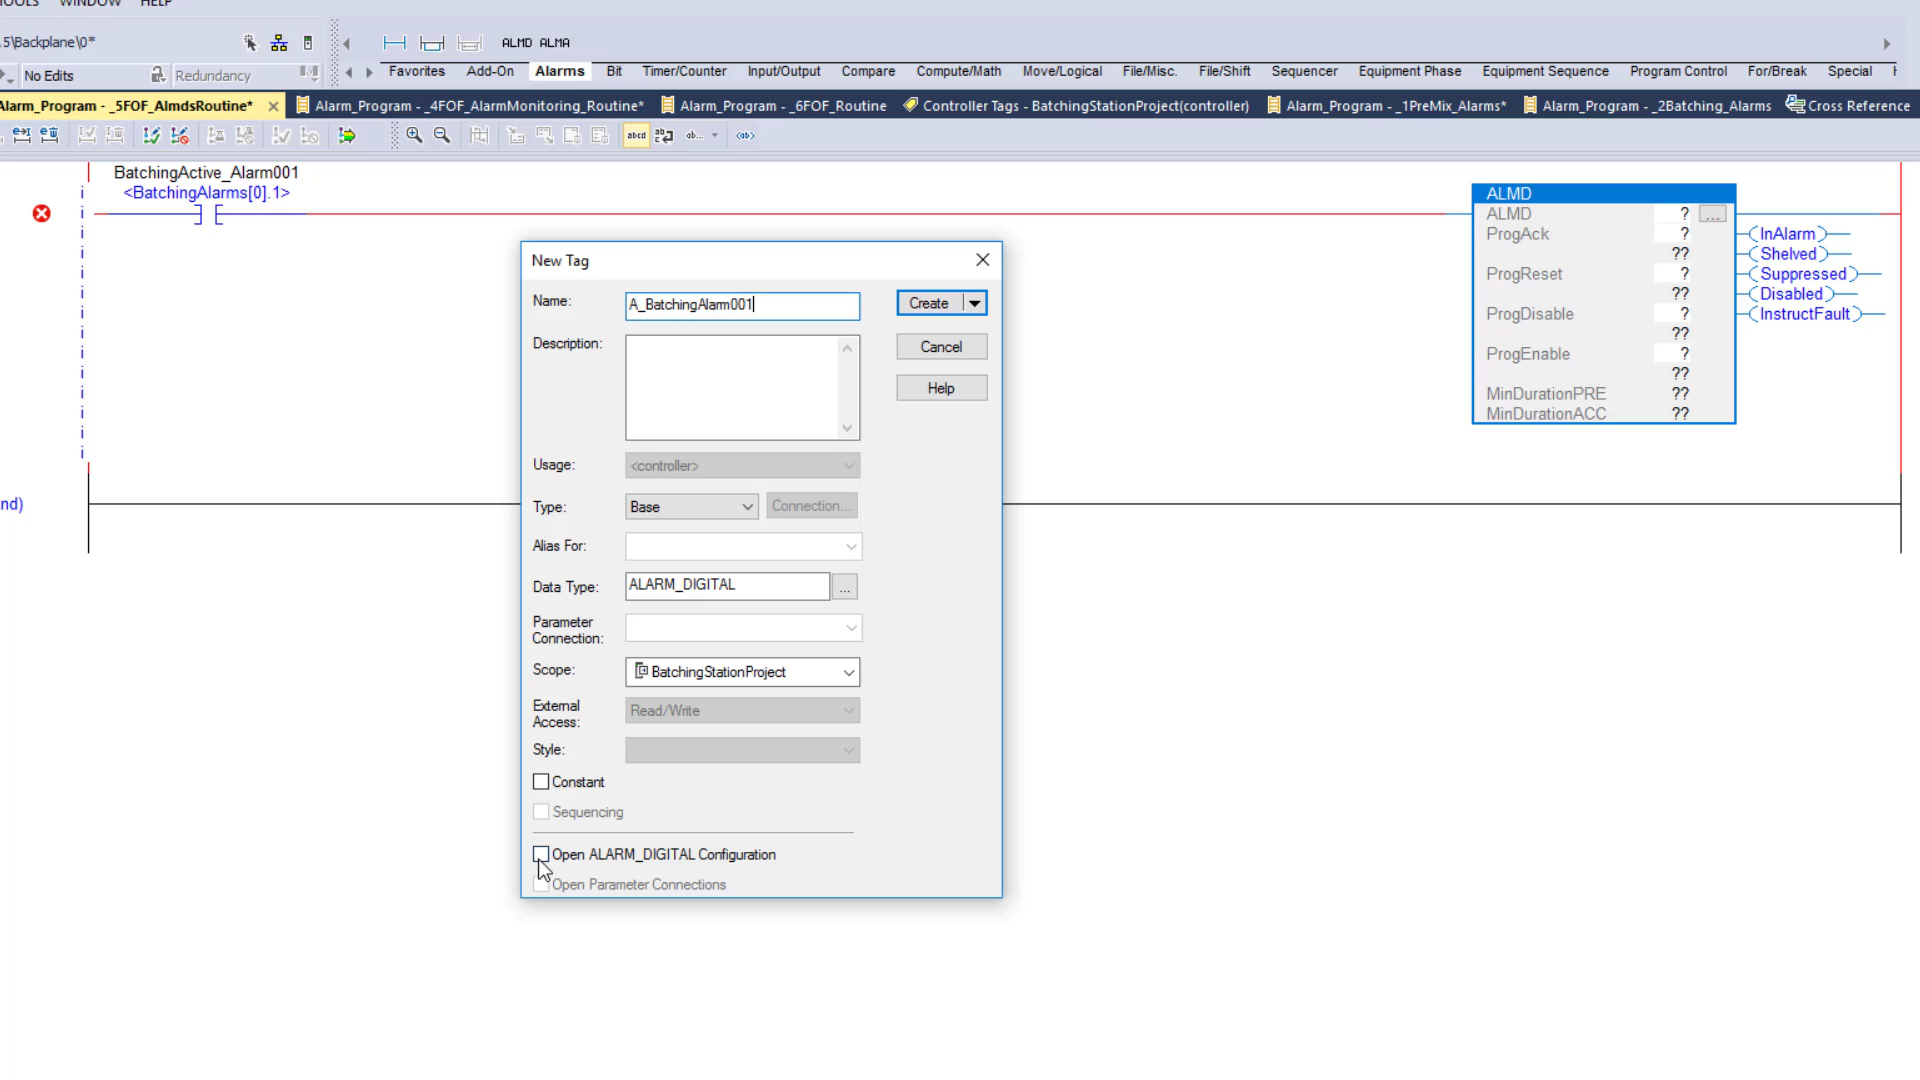 TOOLS WINDOW HELP
5\Backplane\0*
ALMD ALMA
No Edits
Redundancy
Favorites Add-On Alarms Bit Timer/Counter Input/Output Compare Compute/Math Move/Logical File/Misc. File/Shift Sequencer Equipment Phase Equipment Sequence Program Control For/Break Special
Alarm_Program - _5FOF_AlmdsRoutine* Alarm_Program - _4FOF_AlarmMonitoring_Routine* Alarm_Program - _6FOF_Routine Controller Tags - BatchingStationProject(controller) Alarm_Program - _1PreMix_Alarms* Alarm_Program - _2Batching_Alarms Cross Reference
abcd ab... <ab>
BatchingActive_Alarm001
<BatchingAlarms[0].1>
i
i
i
i
i
i
i
i
i
i
i
i
i
i
nd)
ALMD
ALMD ? ...
ProgAck ?
??
ProgReset ?
??
ProgDisable ?
??
ProgEnable ?
??
MinDurationPRE ??
MinDurationACC ??
InAlarm
Shelved
Suppressed
Disabled
InstructFault
New Tag
Name: A_BatchingAlarm001
Create
Description:
Cancel
Help
Usage: <controller>
Type: Base Connection...
Alias For:
Data Type: ALARM_DIGITAL ...
Parameter
Connection:
Scope: BatchingStationProject
External
Access: Read/Write
Style:
Constant
Sequencing
Open ALARM_DIGITAL Configuration
Open Parameter Connections